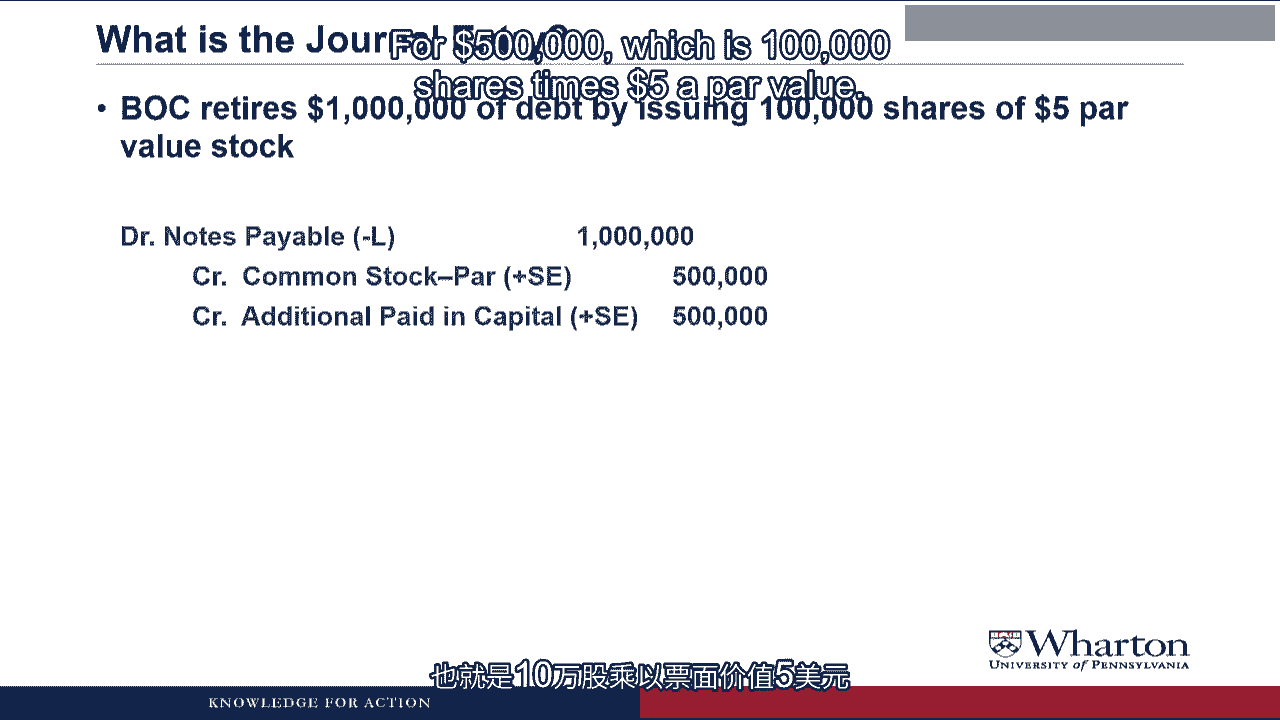 What is the Journal Entry?
For $500,000, which is 100,000
shares times $5 a par value.
• BOC retires $1,000,000 of debt by issuing 100,000 shares of $5 par
value stock
Dr. Notes Payable (-L) 1,000,000
Cr. Common Stock–Par (+SE) 500,000
Cr. Additional Paid in Capital (+SE) 500,000
Wharton
UNIVERSITY of PENNSYLVANIA
也就是10万股乘以票面价值5美元
KNOWLEDGE FOR ACTION